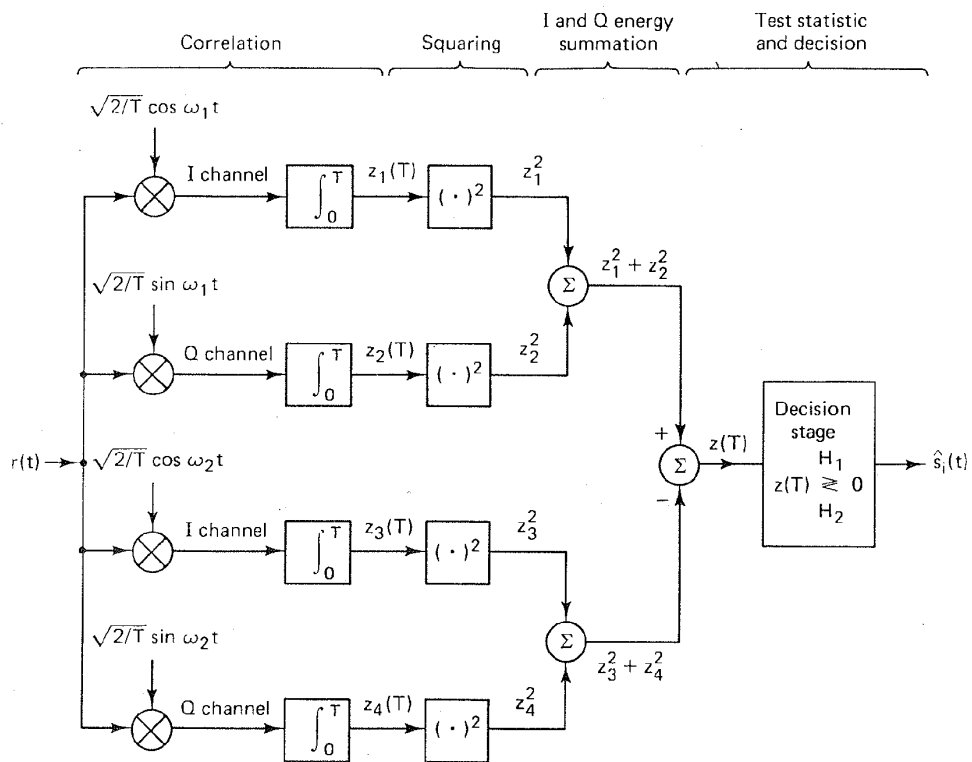 Correlation
Squaring
I and Q energy
summation
Test statistic
and decision
√2/T cos ω₁t
I channel
∫₀ᵀ
z₁(T)
(·)²
z₁²
√2/T sin ω₁t
Q channel
∫₀ᵀ
z₂(T)
(·)²
z₂²
Σ
z₁² + z₂²
r(t)
√2/T cos ω₂t
I channel
∫₀ᵀ
z₃(T)
(·)²
z₃²
√2/T sin ω₂t
Q channel
∫₀ᵀ
z₄(T)
(·)²
z₄²
Σ
z₃² + z₄²
+
Σ
−
z(T)
Decision
stage
H₁
z(T) ≷ 0
H₂
ŝᵢ(t)